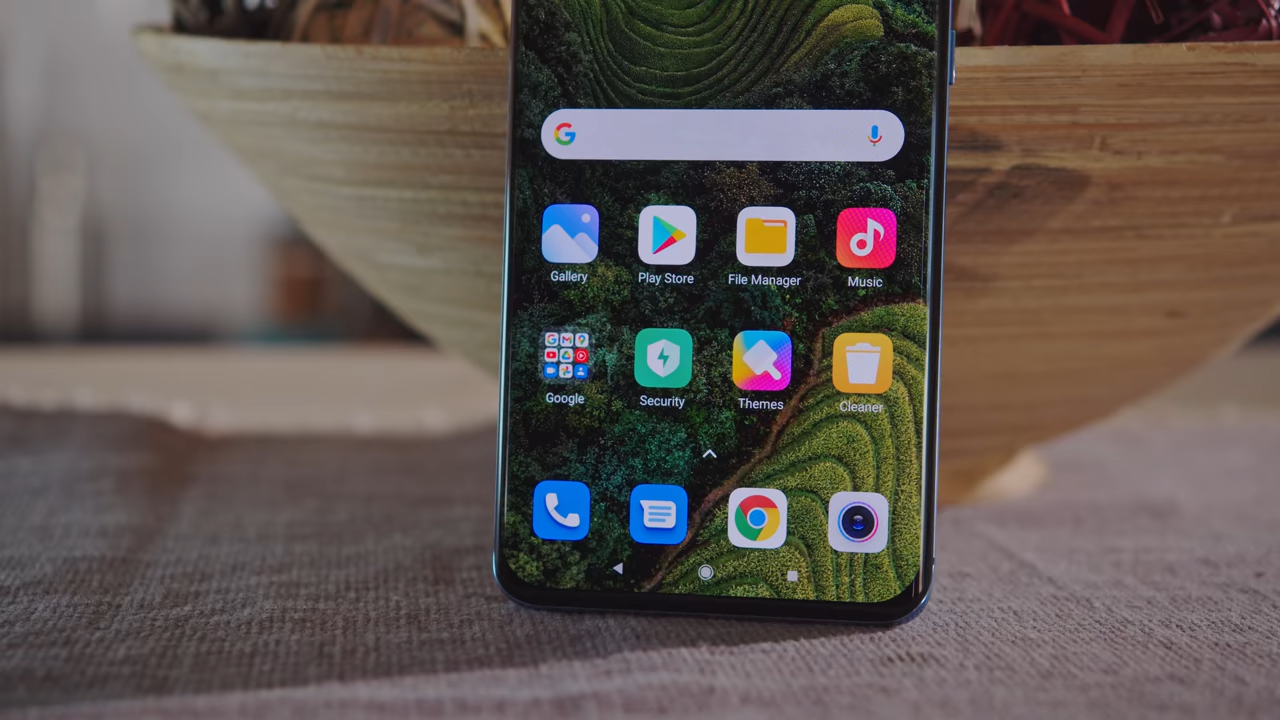 G
Gallery
Play Store
File Manager
Music
Google
Security
Themes
Cleaner